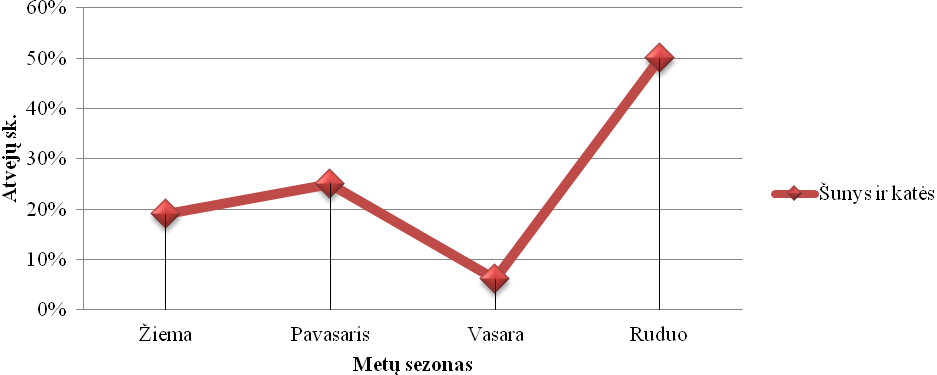 60%
50%
40%
30%
20%
10%
0%
Atvejų sk.
Žiema
Pavasaris
Vasara
Ruduo
Metų sezonas
Šunys ir katės